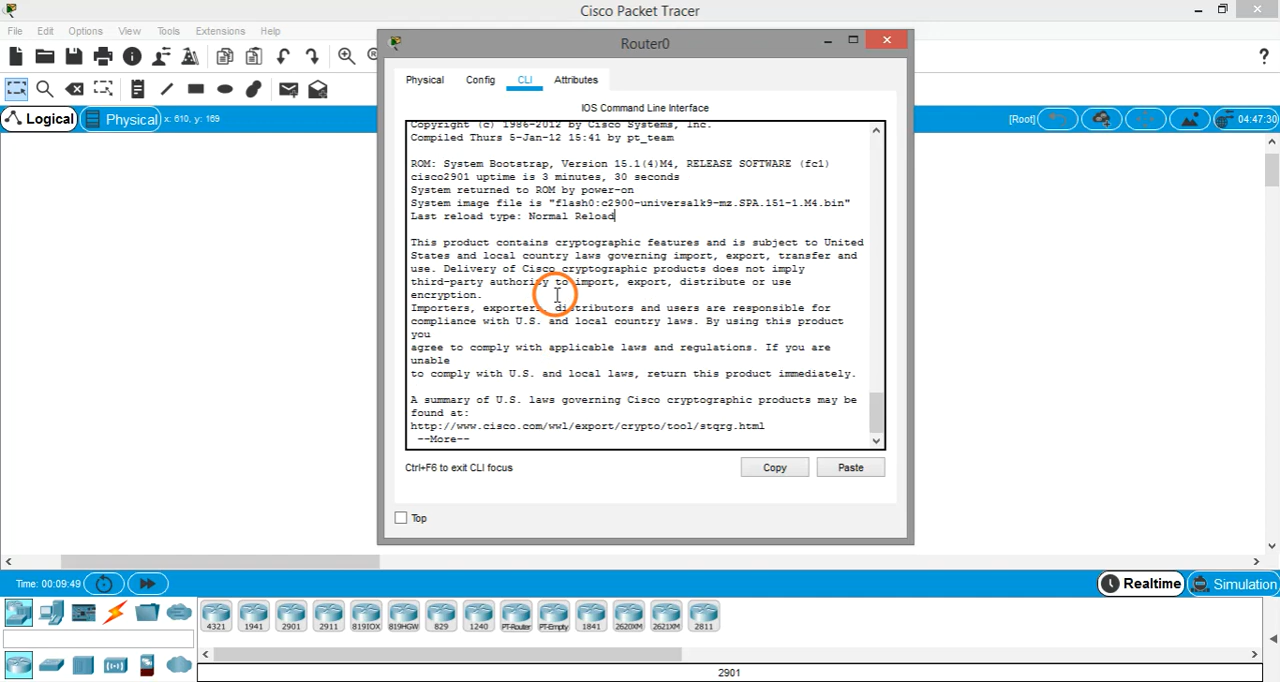 Cisco Packet Tracer
File Edit Options View Tools Extensions Help
Logical
Physical
x: 610, y: 169
[Root]
04:47:30
Router0
Physical Config CLI Attributes
IOS Command Line Interface
Copyright (c) 1986-2012 by Cisco Systems, Inc.
Compiled Thurs 5-Jan-12 15:41 by pt_team
ROM: System Bootstrap, Version 15.1(4)M4, RELEASE SOFTWARE (fc1)
cisco2901 uptime is 3 minutes, 30 seconds
System returned to ROM by power-on
System image file is "flash0:c2900-universalk9-mz.SPA.151-1.M4.bin"
Last reload type: Normal Reload
This product contains cryptographic features and is subject to United
States and local country laws governing import, export, transfer and
use. Delivery of Cisco cryptographic products does not imply
third-party authority to import, export, distribute or use
encryption.
Importers, exporters, distributors and users are responsible for
compliance with U.S. and local country laws. By using this product
you
agree to comply with applicable laws and regulations. If you are
unable
to comply with U.S. and local laws, return this product immediately.
A summary of U.S. laws governing Cisco cryptographic products may be
found at:
http://www.cisco.com/wwl/export/crypto/tool/stqrg.html
--More--
Ctrl+F6 to exit CLI focus
Copy
Paste
Top
Time: 00:09:49
Realtime
Simulation
4321 1941 2901 2911 819IOX 819HGW 829 1240 PT-Router PT-Empty 1841 2620XM 2621XM 2811
2901